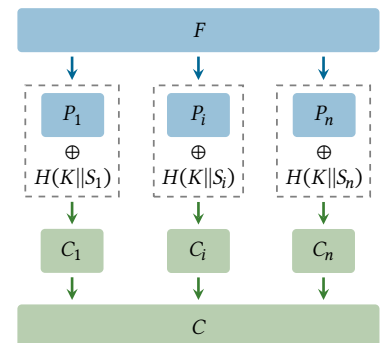 F
P₁ Pᵢ Pₙ
⊕ ⊕ ⊕
H(K||S₁) H(K||Sᵢ) H(K||Sₙ)
C₁ Cᵢ Cₙ
C